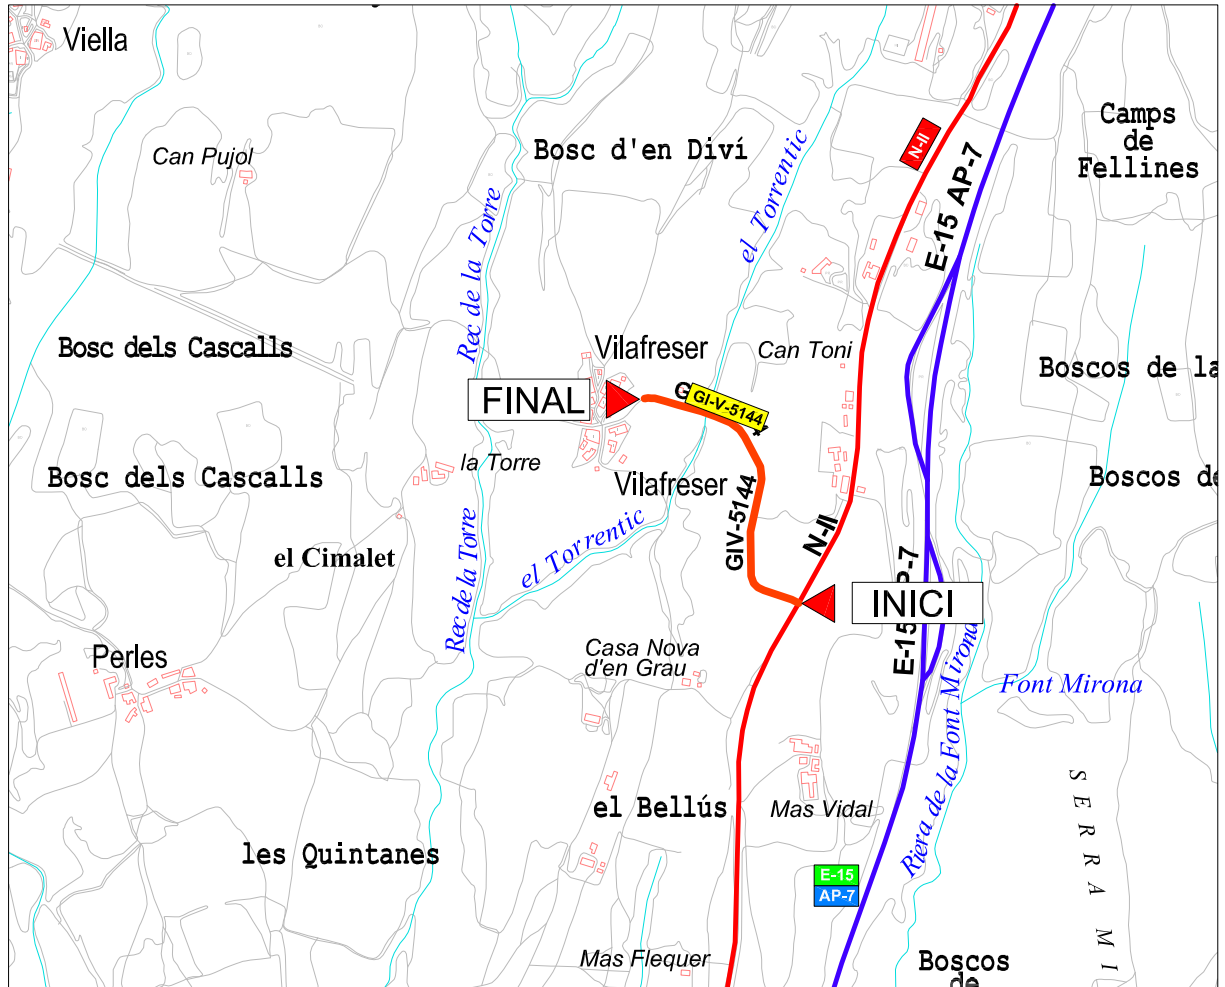 Viella
Can Pujol
Bosc d'en Diví
el Torrentic
N-II
E-15 AP-7
Camps
de
Fellines
Rec de la Torre
Bosc dels Cascalls
Vilafreser
Can Toni
Boscos de la
FINAL
GI-V-5144
la Torre
Bosc dels Cascalls
Vilafreser
GIV-5144
Boscos de
N-II
el Cimalet
Rec de la Torre
el Torrentic
INICI
Perles
Casa Nova
d'en Grau
Font Mirona
Riera de la Font Mirona
el Bellús
Mas Vidal
les Quintanes
E-15
AP-7
SERRA MI
Mas Flequer
Boscos
de